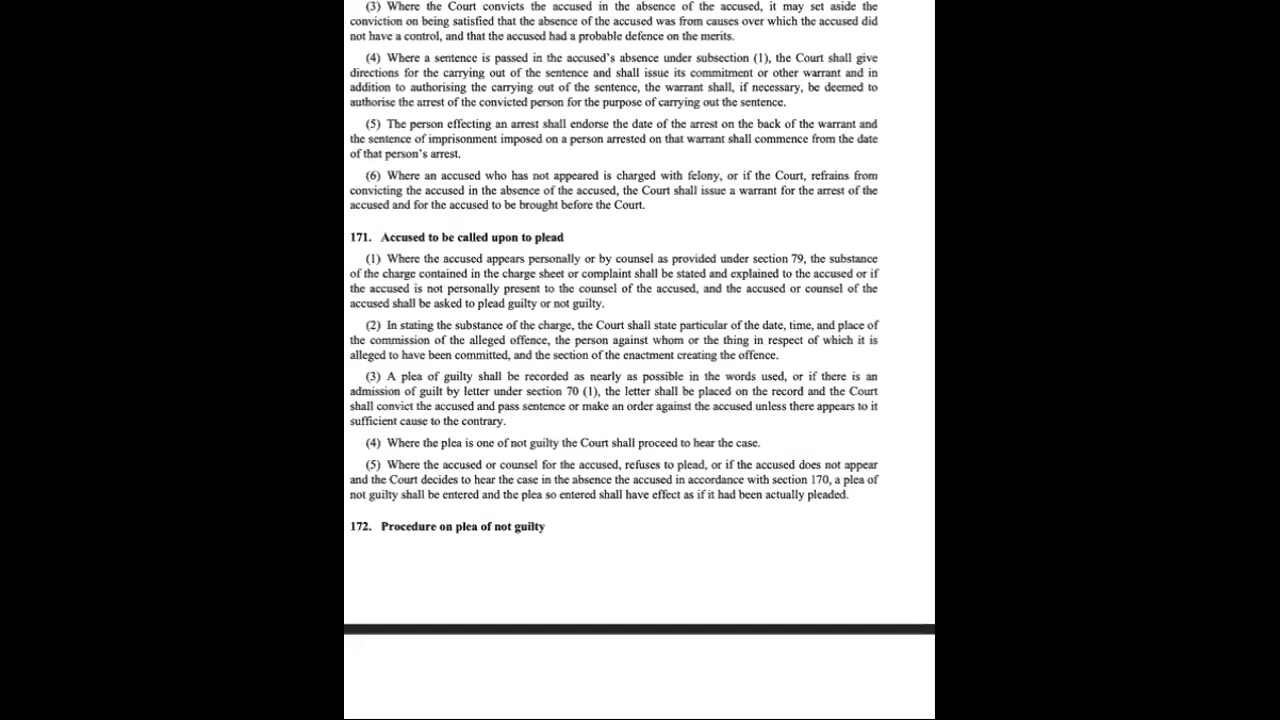 (3) Where the Court convicts the accused in the absence of the accused, it may set aside the
conviction on being satisfied that the absence of the accused was from causes over which the accused did
not have a control, and that the accused had a probable defence on the merits.
(4) Where a sentence is passed in the accused's absence under subsection (1), the Court shall give
directions for the carrying out of the sentence and shall issue its commitment or other warrant and in
addition to authorising the carrying out of the sentence, the warrant shall, if necessary, be deemed to
authorise the arrest of the convicted person for the purpose of carrying out the sentence.
(5) The person effecting an arrest shall endorse the date of the arrest on the back of the warrant and
the sentence of imprisonment imposed on a person arrested on that warrant shall commence from the date
of that person's arrest.
(6) Where an accused who has not appeared is charged with felony, or if the Court, refrains from
convicting the accused in the absence of the accused, the Court shall issue a warrant for the arrest of the
accused and for the accused to be brought before the Court.
171. Accused to be called upon to plead
(1) Where the accused appears personally or by counsel as provided under section 79, the substance
of the charge contained in the charge sheet or complaint shall be stated and explained to the accused or if
the accused is not personally present to the counsel of the accused, and the accused or counsel of the
accused shall be asked to plead guilty or not guilty.
(2) In stating the substance of the charge, the Court shall state particular of the date, time, and place of
the commission of the alleged offence, the person against whom or the thing in respect of which it is
alleged to have been committed, and the section of the enactment creating the offence.
(3) A plea of guilty shall be recorded as nearly as possible in the words used, or if there is an
admission of guilt by letter under section 70 (1), the letter shall be placed on the record and the Court
shall convict the accused and pass sentence or make an order against the accused unless there appears to it
sufficient cause to the contrary.
(4) Where the plea is one of not guilty the Court shall proceed to hear the case.
(5) Where the accused or counsel for the accused, refuses to plead, or if the accused does not appear
and the Court decides to hear the case in the absence the accused in accordance with section 170, a plea of
not guilty shall be entered and the plea so entered shall have effect as if it had been actually pleaded.
172. Procedure on plea of not guilty